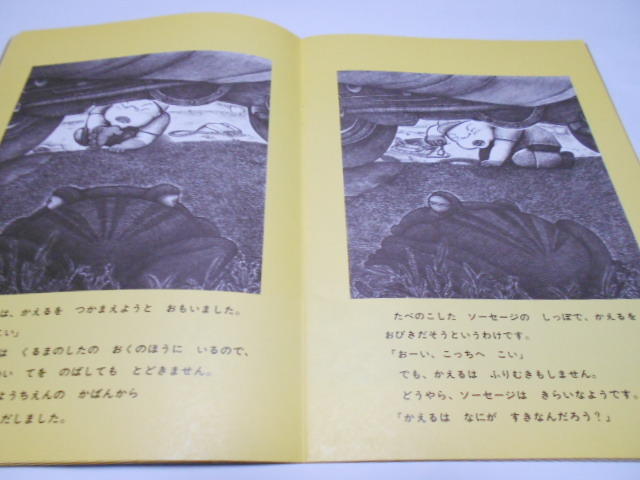 は、かえるを つかまえようと おもいました。
こい」
は くるまのしたの おくのほうに いるので、
い てを のばしても とどきません。
ようちえんの かばんから
だしました。
たべのこした ソーセージの しっぽで、かえるを
おびきだそうというわけです。
「おーい、こっちへ こい」
でも、かえるは ふりむきもしません。
どうやら、ソーセージは きらいなようです。
「かえるは なにが すきなんだろう？」